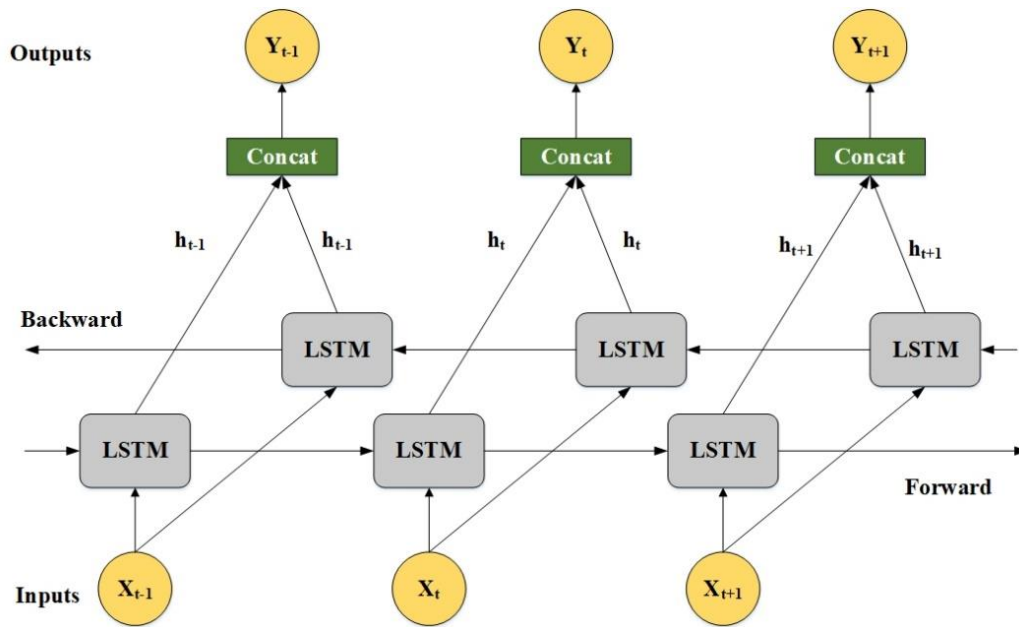 Outputs
Y_{t-1}
Y_t
Y_{t+1}
Concat
Concat
Concat
h_{t-1}
h_{t-1}
h_t
h_t
h_{t+1}
h_{t+1}
Backward
LSTM
LSTM
LSTM
LSTM
LSTM
LSTM
Forward
Inputs
X_{t-1}
X_t
X_{t+1}